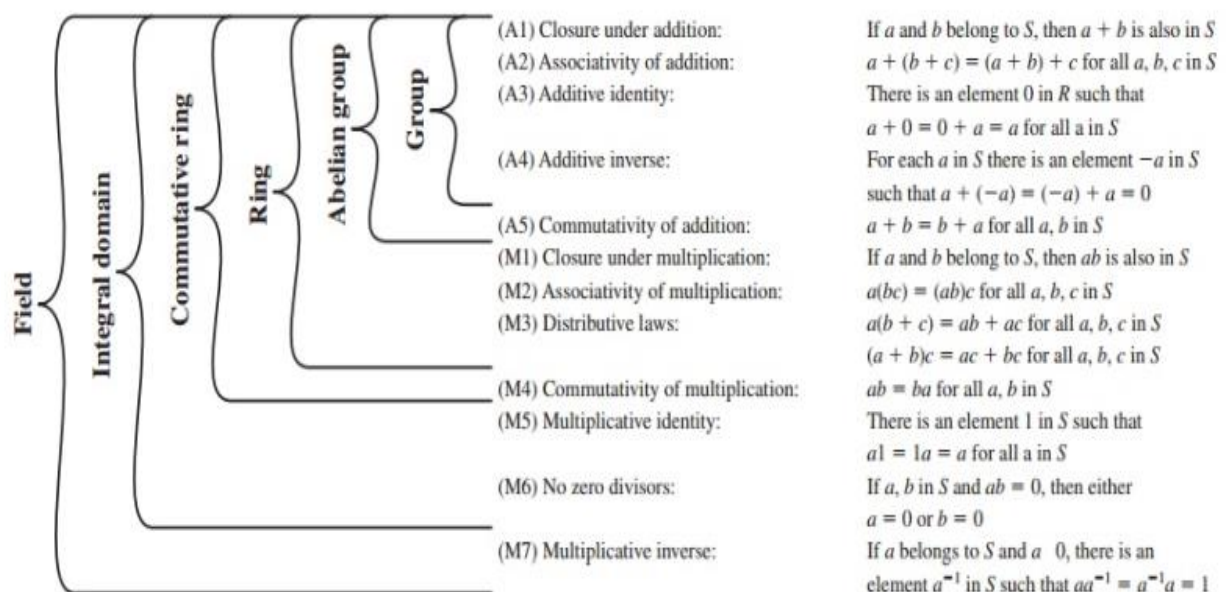 Field
Integral domain
Commutative ring
Ring
Abelian group
Group
(A1) Closure under addition: If a and b belong to S, then a + b is also in S
(A2) Associativity of addition: a + (b + c) = (a + b) + c for all a, b, c in S
(A3) Additive identity: There is an element 0 in R such that
a + 0 = 0 + a = a for all a in S
(A4) Additive inverse: For each a in S there is an element −a in S
such that a + (−a) = (−a) + a = 0
(A5) Commutativity of addition: a + b = b + a for all a, b in S
(M1) Closure under multiplication: If a and b belong to S, then ab is also in S
(M2) Associativity of multiplication: a(bc) = (ab)c for all a, b, c in S
(M3) Distributive laws: a(b + c) = ab + ac for all a, b, c in S
(a + b)c = ac + bc for all a, b, c in S
(M4) Commutativity of multiplication: ab = ba for all a, b in S
(M5) Multiplicative identity: There is an element 1 in S such that
a1 = 1a = a for all a in S
(M6) No zero divisors: If a, b in S and ab = 0, then either
a = 0 or b = 0
(M7) Multiplicative inverse: If a belongs to S and a 0, there is an
element a⁻¹ in S such that aa⁻¹ = a⁻¹a = 1